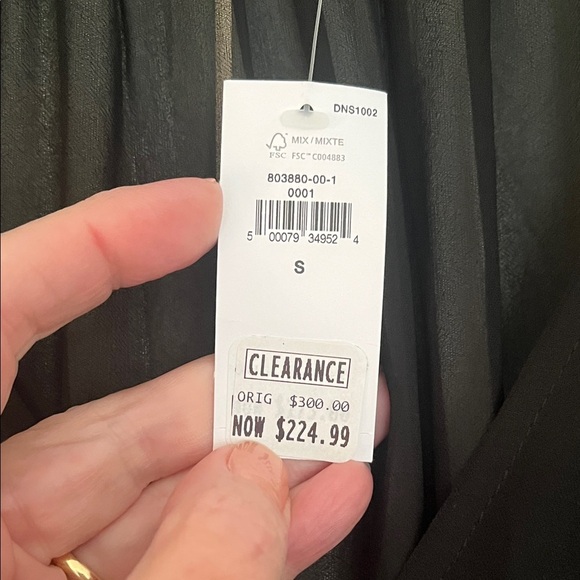 DNS1002
MIX / MIXTE
FSC FSC™ C004883
803880-00-1
0001
5 00079 34952 4
S
CLEARANCE
ORIG $300.00
NOW $224.99